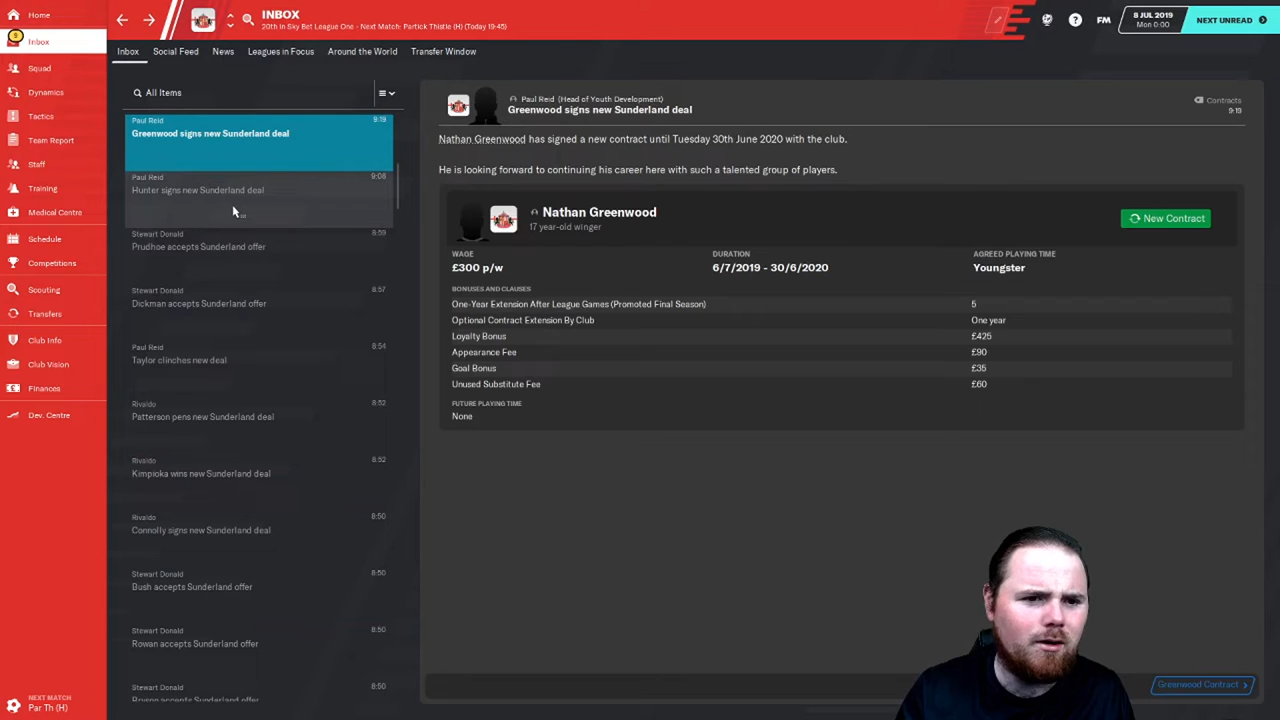 Home
INBOX
20th in Sky Bet League One - Next Match: Partick Thistle (H) (Today 19:45)
FM
8 JUL 2019
Mon 0:00
NEXT UNREAD
9
Inbox
Squad
Dynamics
Tactics
Team Report
Staff
Training
Medical Centre
Schedule
Competitions
Scouting
Transfers
Club Info
Club Vision
Finances
Dev. Centre
NEXT MATCH
Par Th (H)
Inbox
Social Feed
News
Leagues in Focus
Around the World
Transfer Window
All Items
Paul Reid 9:19
Greenwood signs new Sunderland deal
Paul Reid 9:08
Hunter signs new Sunderland deal
Stewart Donald 8:59
Prudhoe accepts Sunderland offer
Stewart Donald 8:57
Dickman accepts Sunderland offer
Paul Reid 8:54
Taylor clinches new deal
Rivaldo 8:52
Patterson pens new Sunderland deal
Rivaldo 8:52
Kimpioka wins new Sunderland deal
Rivaldo 8:50
Connolly signs new Sunderland deal
Stewart Donald 8:50
Bush accepts Sunderland offer
Stewart Donald 8:50
Rowan accepts Sunderland offer
Stewart Donald 8:50
accepts Sunderland offer
Paul Reid (Head of Youth Development)
Greenwood signs new Sunderland deal
Contracts
9:19
Nathan Greenwood has signed a new contract until Tuesday 30th June 2020 with the club.
He is looking forward to continuing his career here with such a talented group of players.
Nathan Greenwood
17 year-old winger
New Contract
WAGE DURATION AGREED PLAYING TIME
£300 p/w 6/7/2019 - 30/6/2020 Youngster
BONUSES AND CLAUSES
One-Year Extension After League Games (Promoted Final Season) 5
Optional Contract Extension By Club One year
Loyalty Bonus £425
Appearance Fee £90
Goal Bonus £35
Unused Substitute Fee £60
FUTURE PLAYING TIME
None
Greenwood Contract